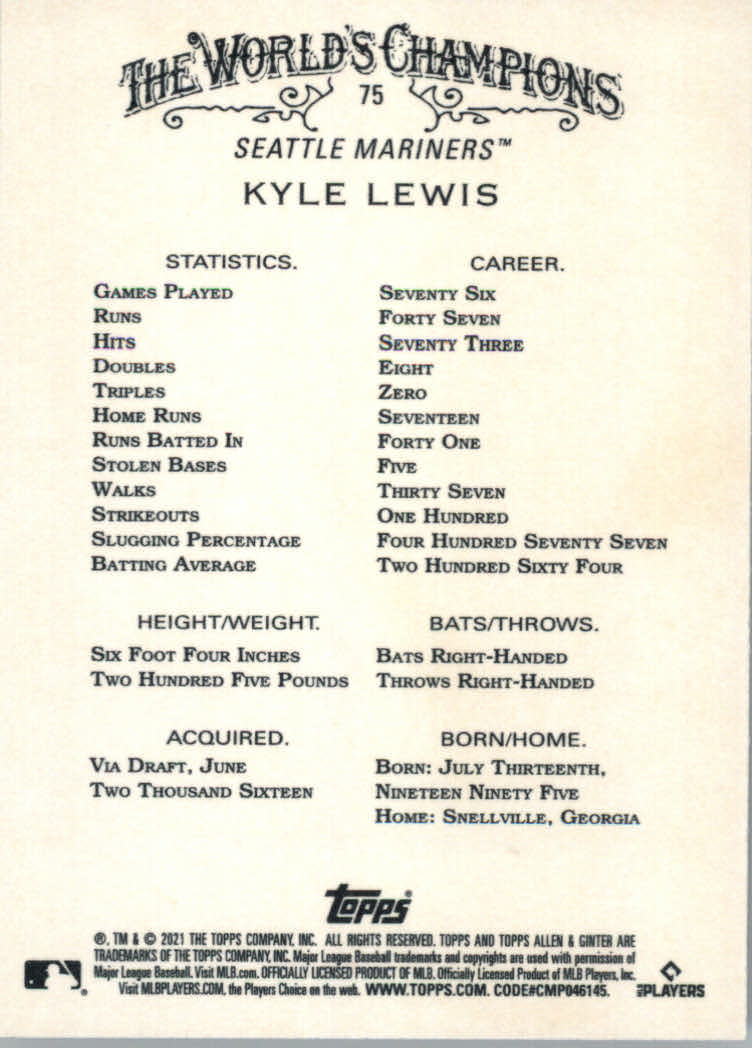 THE WORLD'S CHAMPIONS
75
SEATTLE MARINERS™
KYLE LEWIS
STATISTICS. CAREER.
GAMES PLAYED SEVENTY SIX
RUNS FORTY SEVEN
HITS SEVENTY THREE
DOUBLES EIGHT
TRIPLES ZERO
HOME RUNS SEVENTEEN
RUNS BATTED IN FORTY ONE
STOLEN BASES FIVE
WALKS THIRTY SEVEN
STRIKEOUTS ONE HUNDRED
SLUGGING PERCENTAGE FOUR HUNDRED SEVENTY SEVEN
BATTING AVERAGE TWO HUNDRED SIXTY FOUR
HEIGHT/WEIGHT. BATS/THROWS.
SIX FOOT FOUR INCHES BATS RIGHT-HANDED
TWO HUNDRED FIVE POUNDS THROWS RIGHT-HANDED
ACQUIRED. BORN/HOME.
VIA DRAFT, JUNE BORN: JULY THIRTEENTH,
TWO THOUSAND SIXTEEN NINETEEN NINETY FIVE
HOME: SNELLVILLE, GEORGIA
Topps®
®, TM & © 2021 THE TOPPS COMPANY, INC. ALL RIGHTS RESERVED. TOPPS AND TOPPS ALLEN & GINTER ARE
TRADEMARKS OF THE TOPPS COMPANY, INC. Major League Baseball trademarks and copyrights are used with permission of
Major League Baseball. Visit MLB.com. OFFICIALLY LICENSED PRODUCT OF MLB. Officially Licensed Product of MLB Players, Inc.
Visit MLBPLAYERS.COM, the Players Choice on the web. WWW.TOPPS.COM. CODE#CMP046145.
MLB PLAYERS